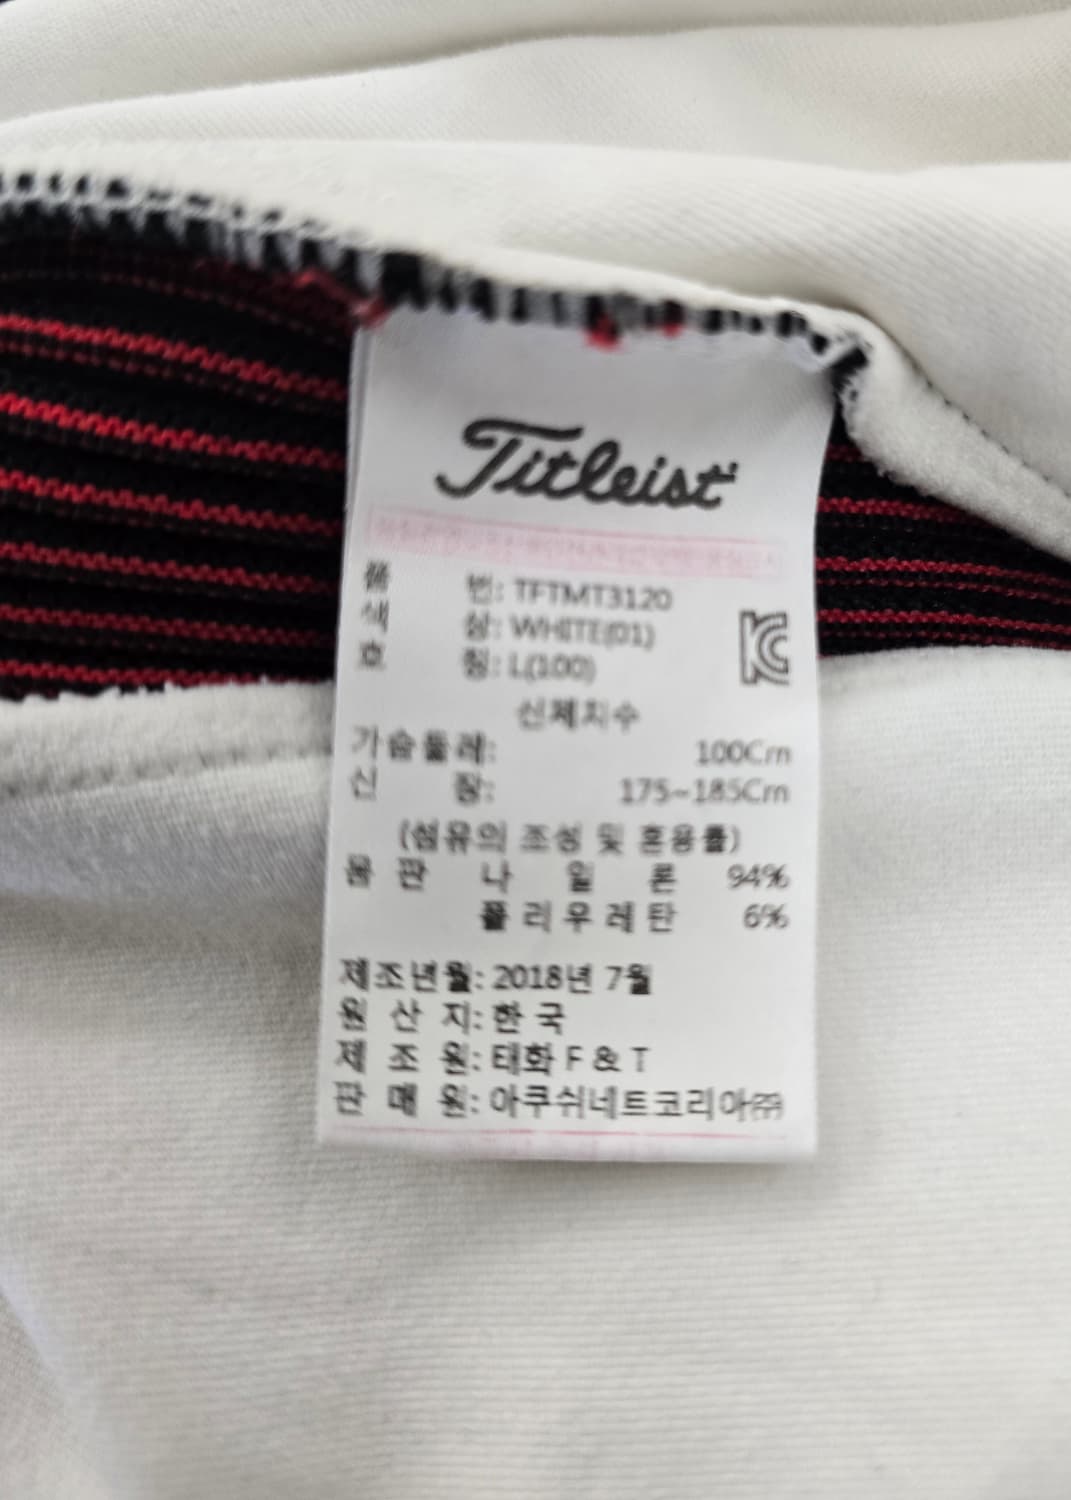 Titleist
품 번: TFTMT3120
색 상: WHITE(01)
호 칭: L(100)
신체치수
가슴둘레: 100Cm
신 장: 175~185Cm
(섬유의 조성 및 혼용률)
몸 판 나 일 론 94%
폴리우레탄 6%
제조년월: 2018년 7월
원 산 지: 한 국
제 조 원: 태화 F & T
판 매 원: 아쿠쉬네트코리아㈜